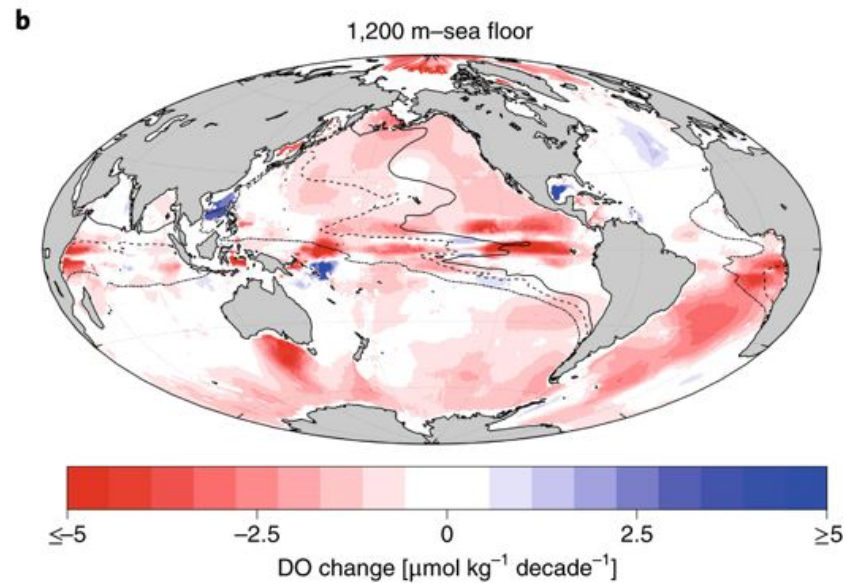 b
1,200 m–sea floor
≤–5 –2.5 0 2.5 ≥5
DO change [µmol kg⁻¹ decade⁻¹]